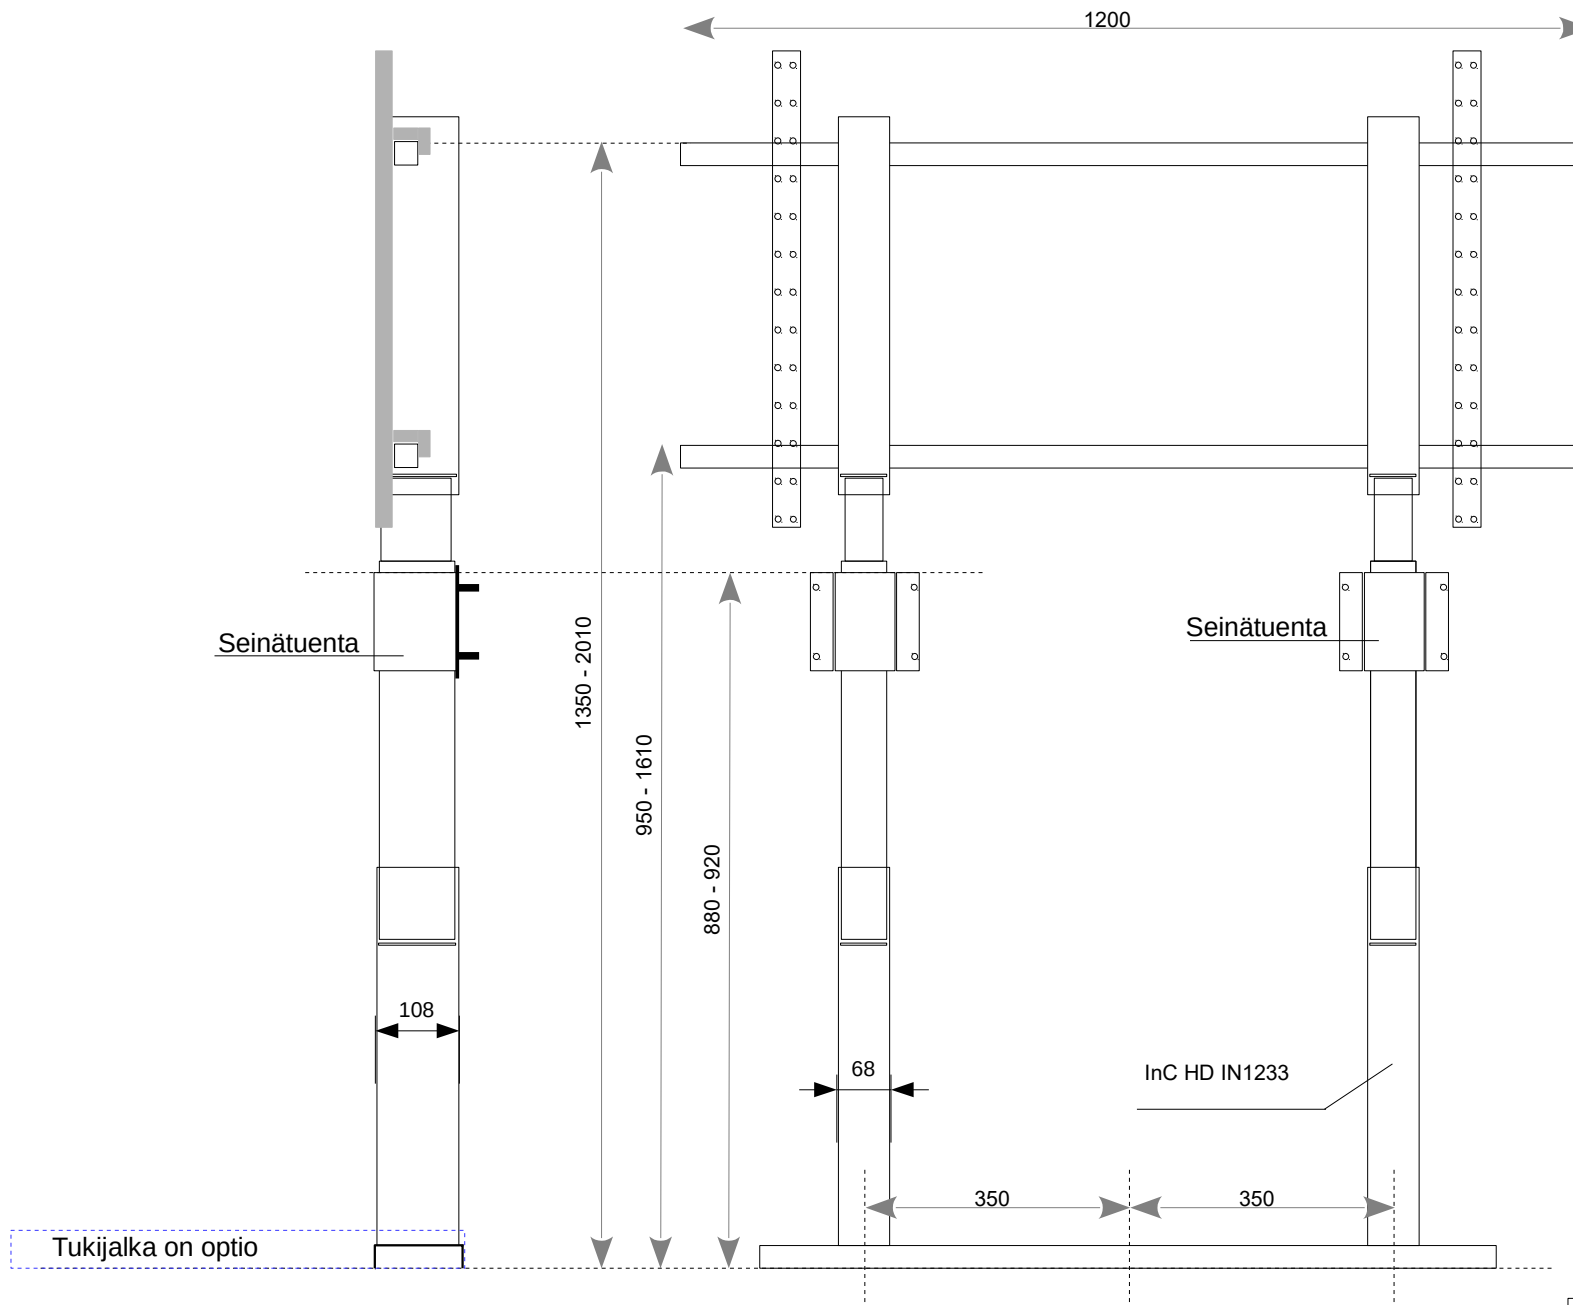 1200
Seinätuenta
Seinätuenta
1350 - 2010
950 - 1610
880 - 920
108
68
InC HD IN1233
350
350
Tukijalka on optio